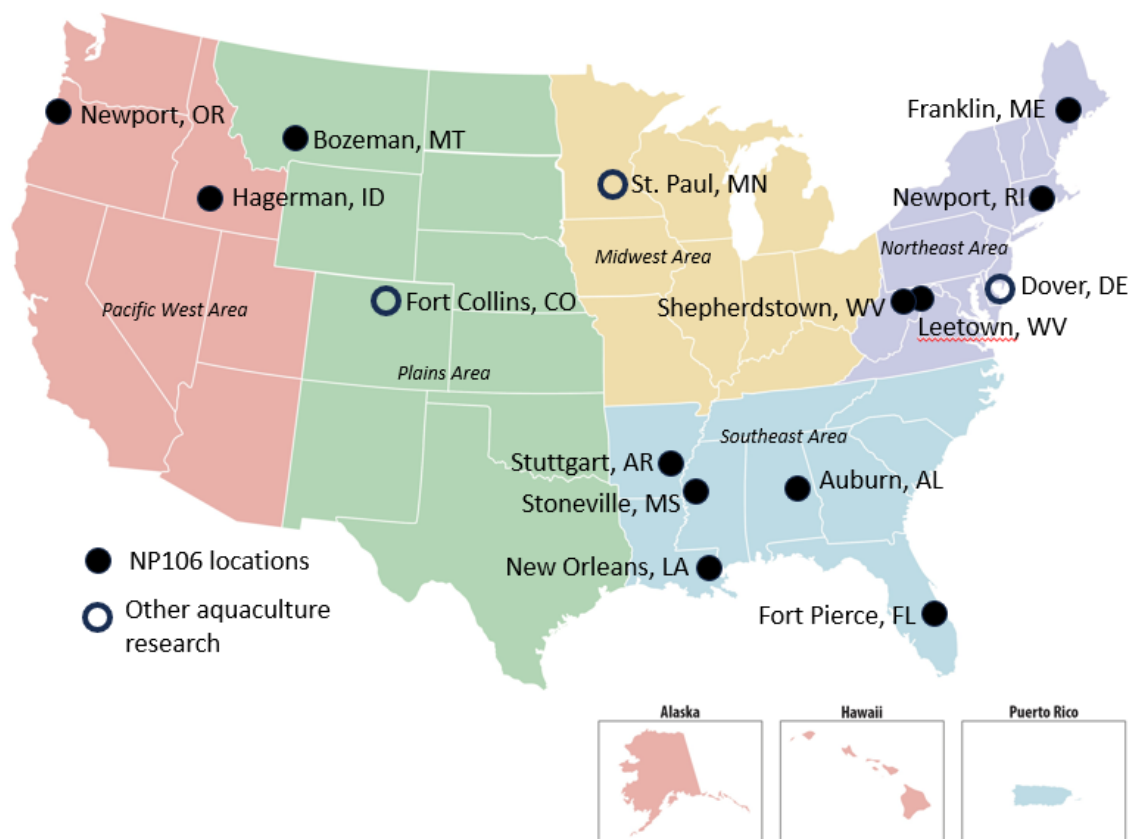 Newport, OR
Bozeman, MT
Hagerman, ID
Franklin, ME
St. Paul, MN
Newport, RI
Northeast Area
Midwest Area
Pacific West Area
Fort Collins, CO
Shepherdstown, WV
Dover, DE
Leetown, WV
Plains Area
Southeast Area
Stuttgart, AR
Auburn, AL
Stoneville, MS
New Orleans, LA
Fort Pierce, FL
NP106 locations
Other aquaculture
research
Alaska
Hawaii
Puerto Rico